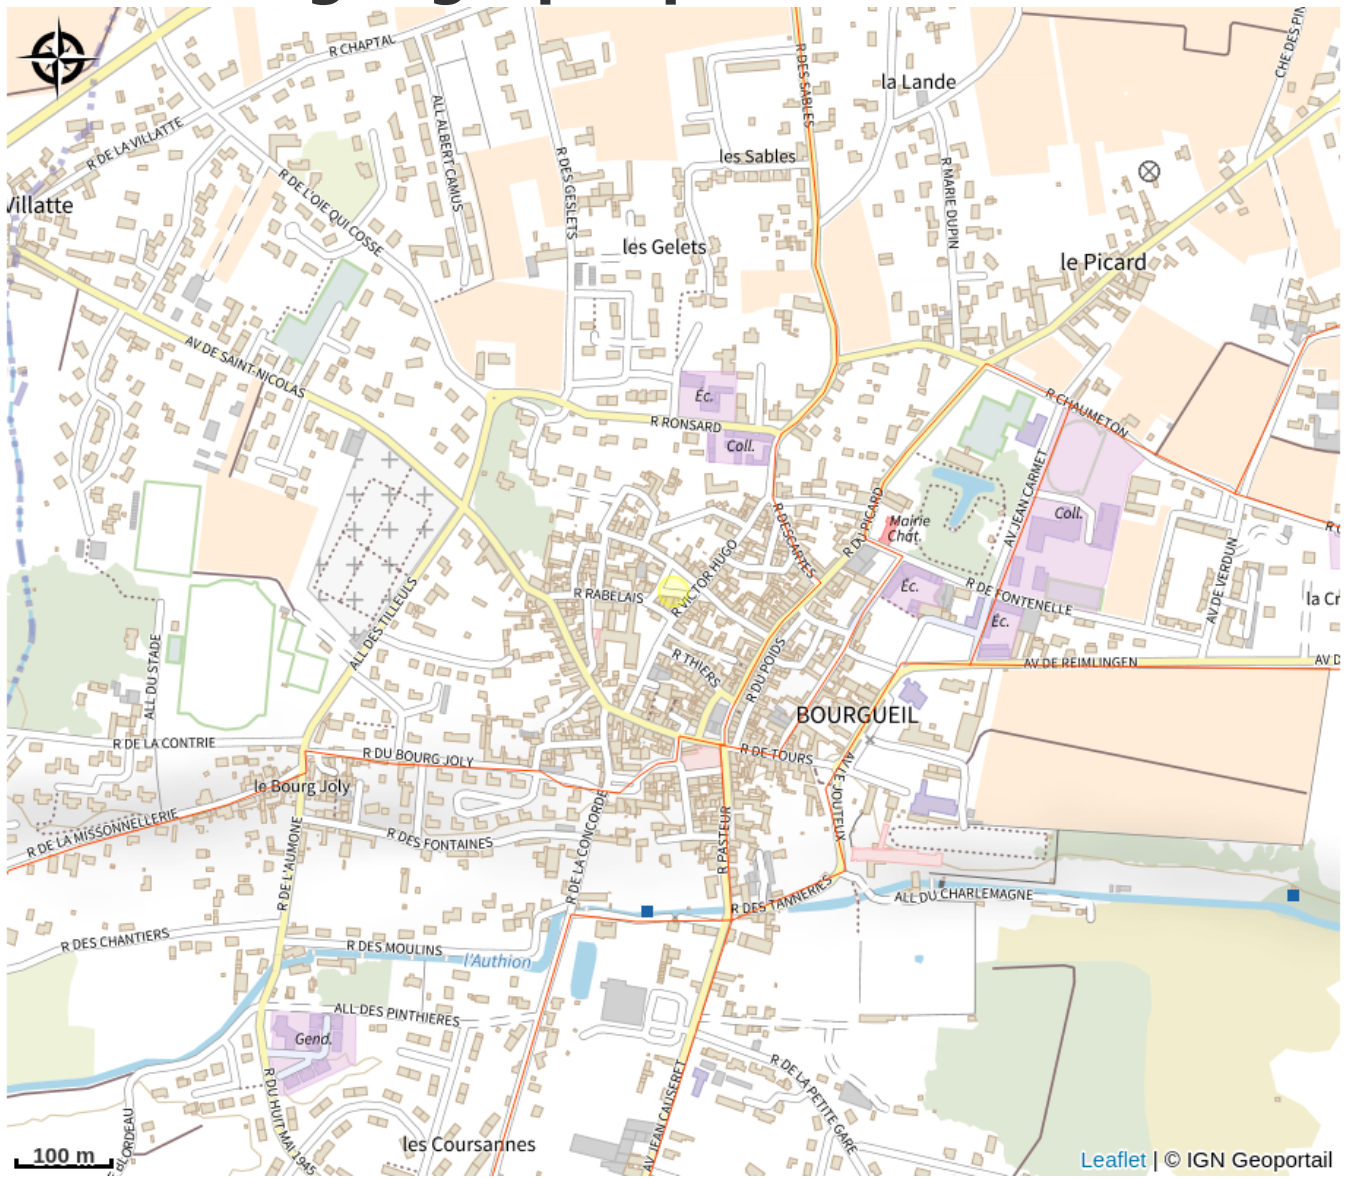 R CHAPTAL
la Lande
CHE DES PIN
R DES SABLES
ALL ALBERT CAMUS
R DE LA VILLATTE
les Sables
R DES GESLETS
R MARIE DUPIN
Villatte
R DE L'OIE QUI COSSE
les Gelets
le Picard
AV DE SAINT-NICOLAS
Éc.
R CHAUMETON
R RONSARD
Coll.
AV JEAN CARMET
R DU PICARD
Mairie
Chât.
Coll.
R DESCARTES
R VICTOR HUGO
AV DE VERDUN
R RABELAIS
Éc.
R DE FONTENELLE
la Cr
ALL DES TILLEULS
Éc.
ALL DU STADE
R THIERS
R DU POIDS
AV DE REIMLINGEN
AV D
BOURGUEIL
R DE LA CONTRIE
R DU BOURG JOLY
R DE TOURS
le Bourg Joly
AV LE JOUTEUX
R DE LA MISSONNELLERIE
R DES FONTAINES
R DE LA CONCORDE
R PASTEUR
R DE L'AUMONE
R DES TANNERIES
ALL DU CHARLEMAGNE
R DES CHANTIERS
R DES MOULINS
l'Authion
ALL DES PINTHIERES
Gend.
R DE LA PETITE GARE
R DU HUIT MAI 1945
BLORDEAU
les Coursannes
AV JEAN CAUSERET
100 m
Leaflet | © IGN Geoportail